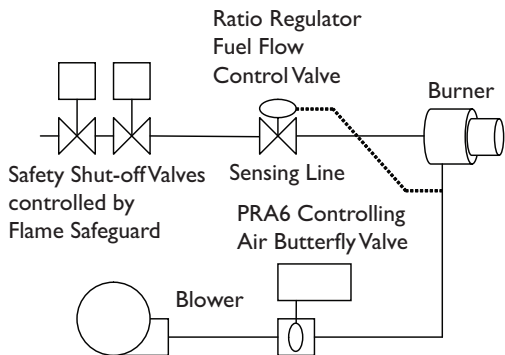 Ratio Regulator
Fuel Flow
Control Valve
Burner
Safety Shut-off Valves
controlled by
Flame Safeguard
Sensing Line
PRA6 Controlling
Air Butterfly Valve
Blower